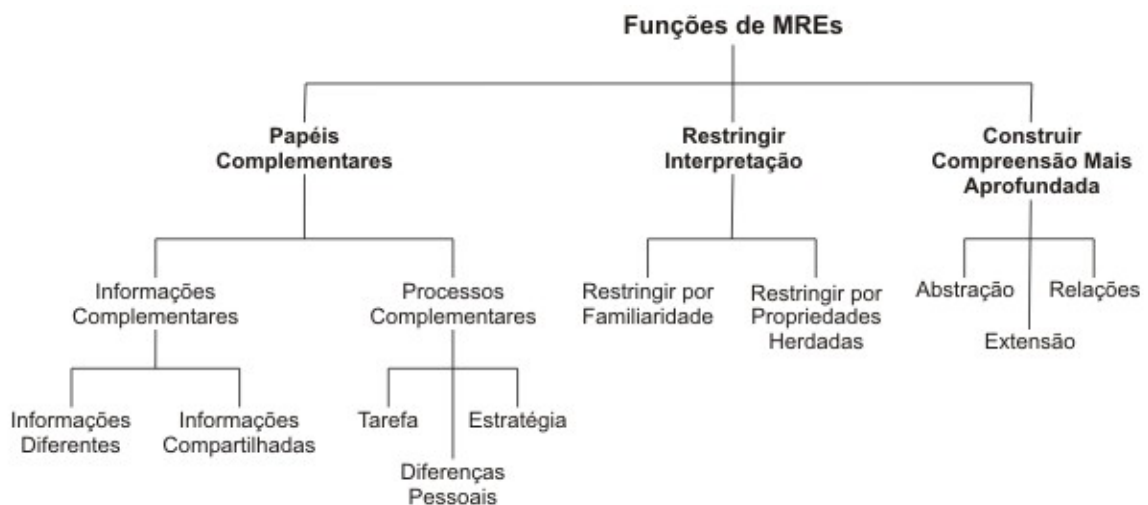 Funções de MREs
Papéis
Complementares
Restringir
Interpretação
Construir
Compreensão Mais
Aprofundada
Informações
Complementares
Processos
Complementares
Restringir por
Familiaridade
Restringir por
Propriedades
Herdadas
Abstração
Relações
Extensão
Informações
Diferentes
Informações
Compartilhadas
Tarefa
Estratégia
Diferenças
Pessoais